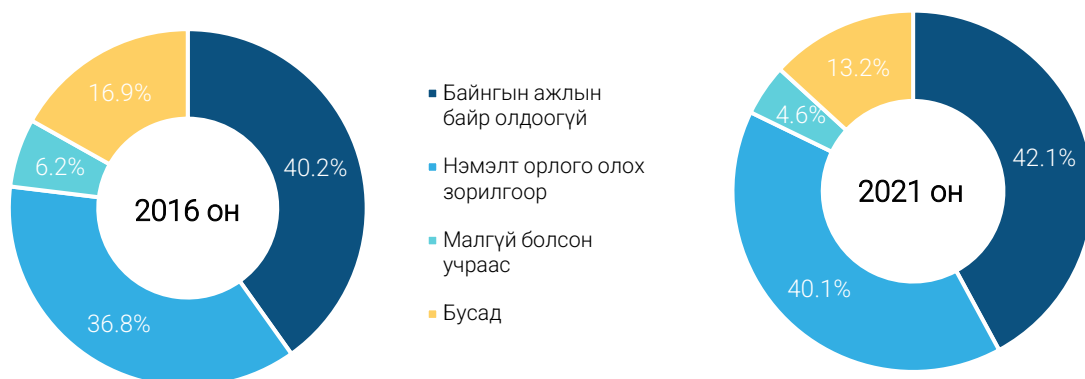 16.9%
6.2%
40.2%
2016 он
36.8%
Байнгын ажлын
байр олдоогүй
Нэмэлт орлого олох
зорилгоор
Малгүй болсон
учраас
Бусад
13.2%
4.6%
42.1%
2021 он
40.1%